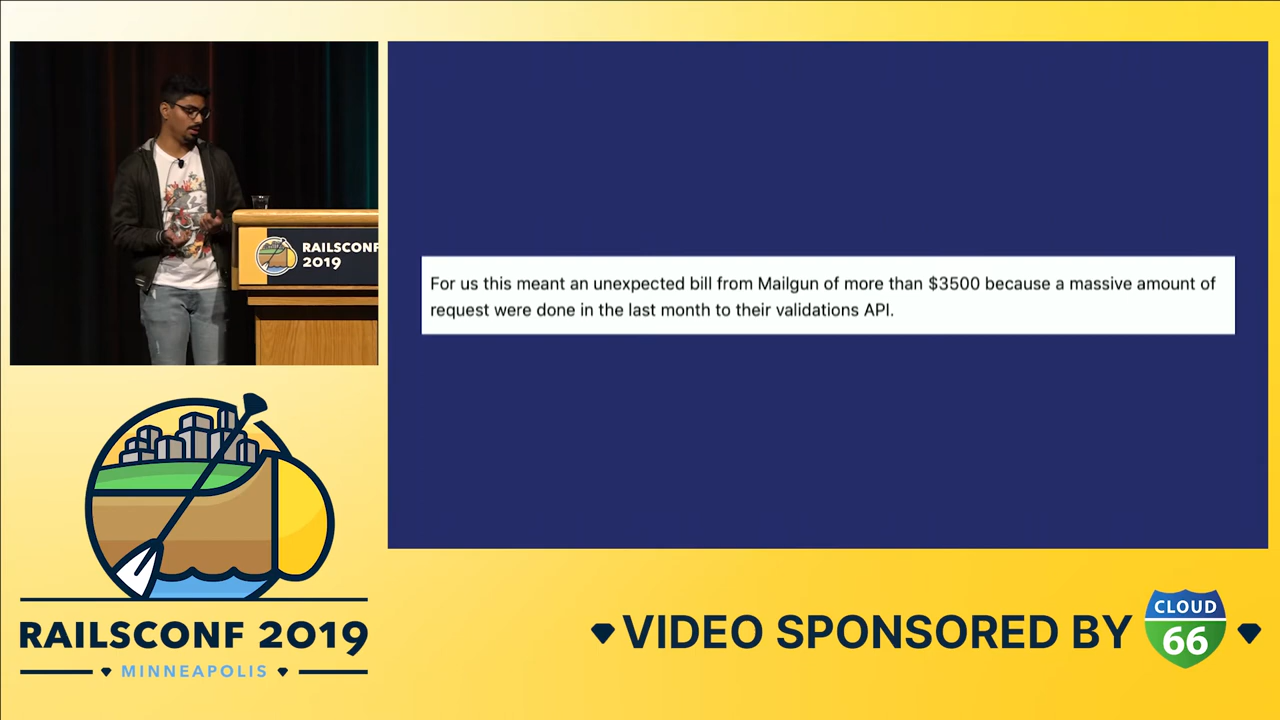 RAILSCONF
2019
For us this meant an unexpected bill from Mailgun of more than $3500 because a massive amount of
request were done in the last month to their validations API.
RAILSCONF 2019
MINNEAPOLIS
VIDEO SPONSORED BY
CLOUD
66